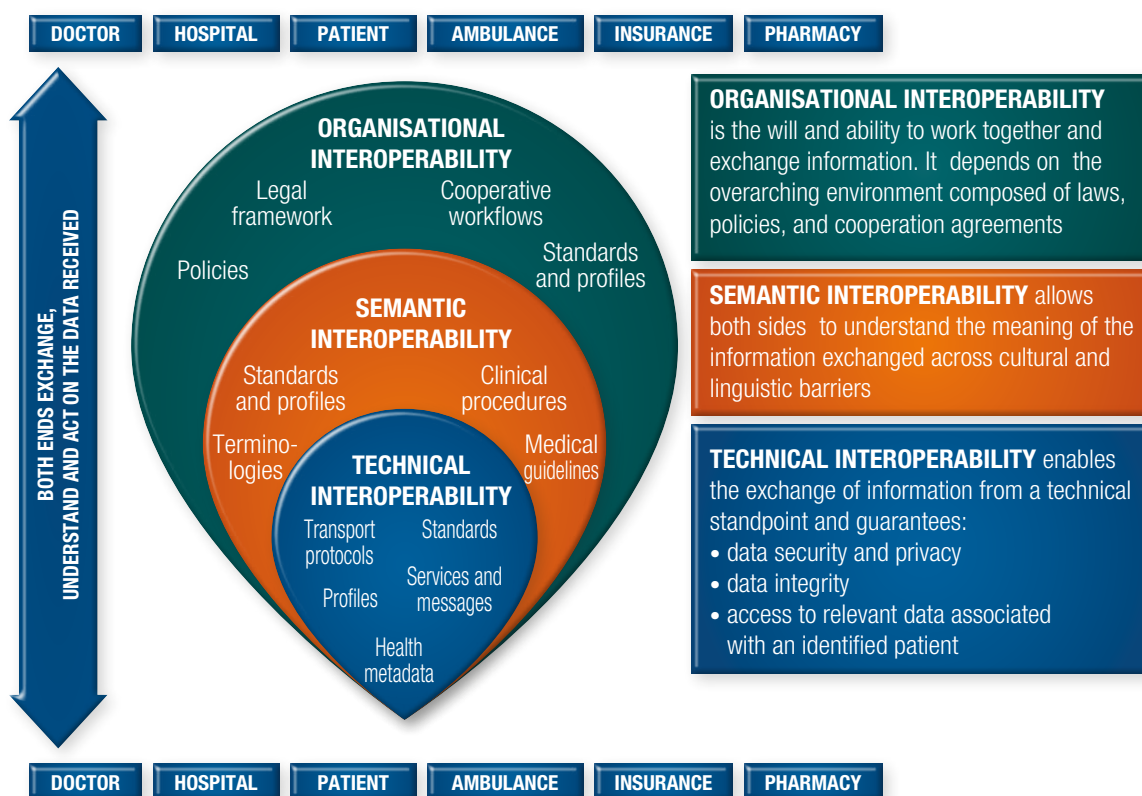 DOCTOR HOSPITAL PATIENT AMBULANCE INSURANCE PHARMACY
BOTH ENDS EXCHANGE,
UNDERSTAND AND ACT ON THE DATA RECEIVED
ORGANISATIONAL
INTEROPERABILITY
Legal
framework
Cooperative
workflows
Policies
Standards
and profiles
SEMANTIC
INTEROPERABILITY
Standards
and profiles
Clinical
procedures
Termino-
logies
Medical
guidelines
TECHNICAL
INTEROPERABILITY
Transport
protocols
Standards
Profiles
Services and
messages
Health
metadata
ORGANISATIONAL INTEROPERABILITY
is the will and ability to work together and
exchange information. It depends on the
overarching environment composed of laws,
policies, and cooperation agreements
SEMANTIC INTEROPERABILITY allows
both sides to understand the meaning of the
information exchanged across cultural and
linguistic barriers
TECHNICAL INTEROPERABILITY enables
the exchange of information from a technical
standpoint and guarantees:
• data security and privacy
• data integrity
• access to relevant data associated
with an identified patient
DOCTOR HOSPITAL PATIENT AMBULANCE INSURANCE PHARMACY